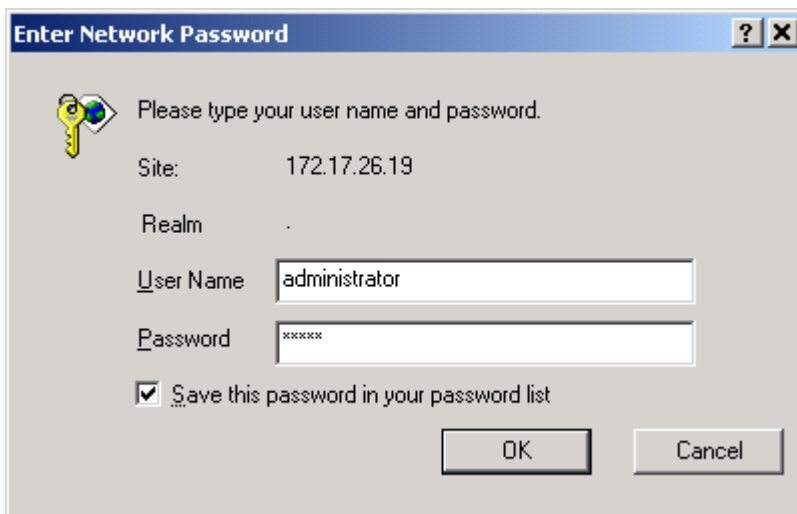 Enter Network Password
Please type your user name and password.
Site: 172.17.26.19
Realm .
User Name administrator
Password *****
Save this password in your password list
OK Cancel